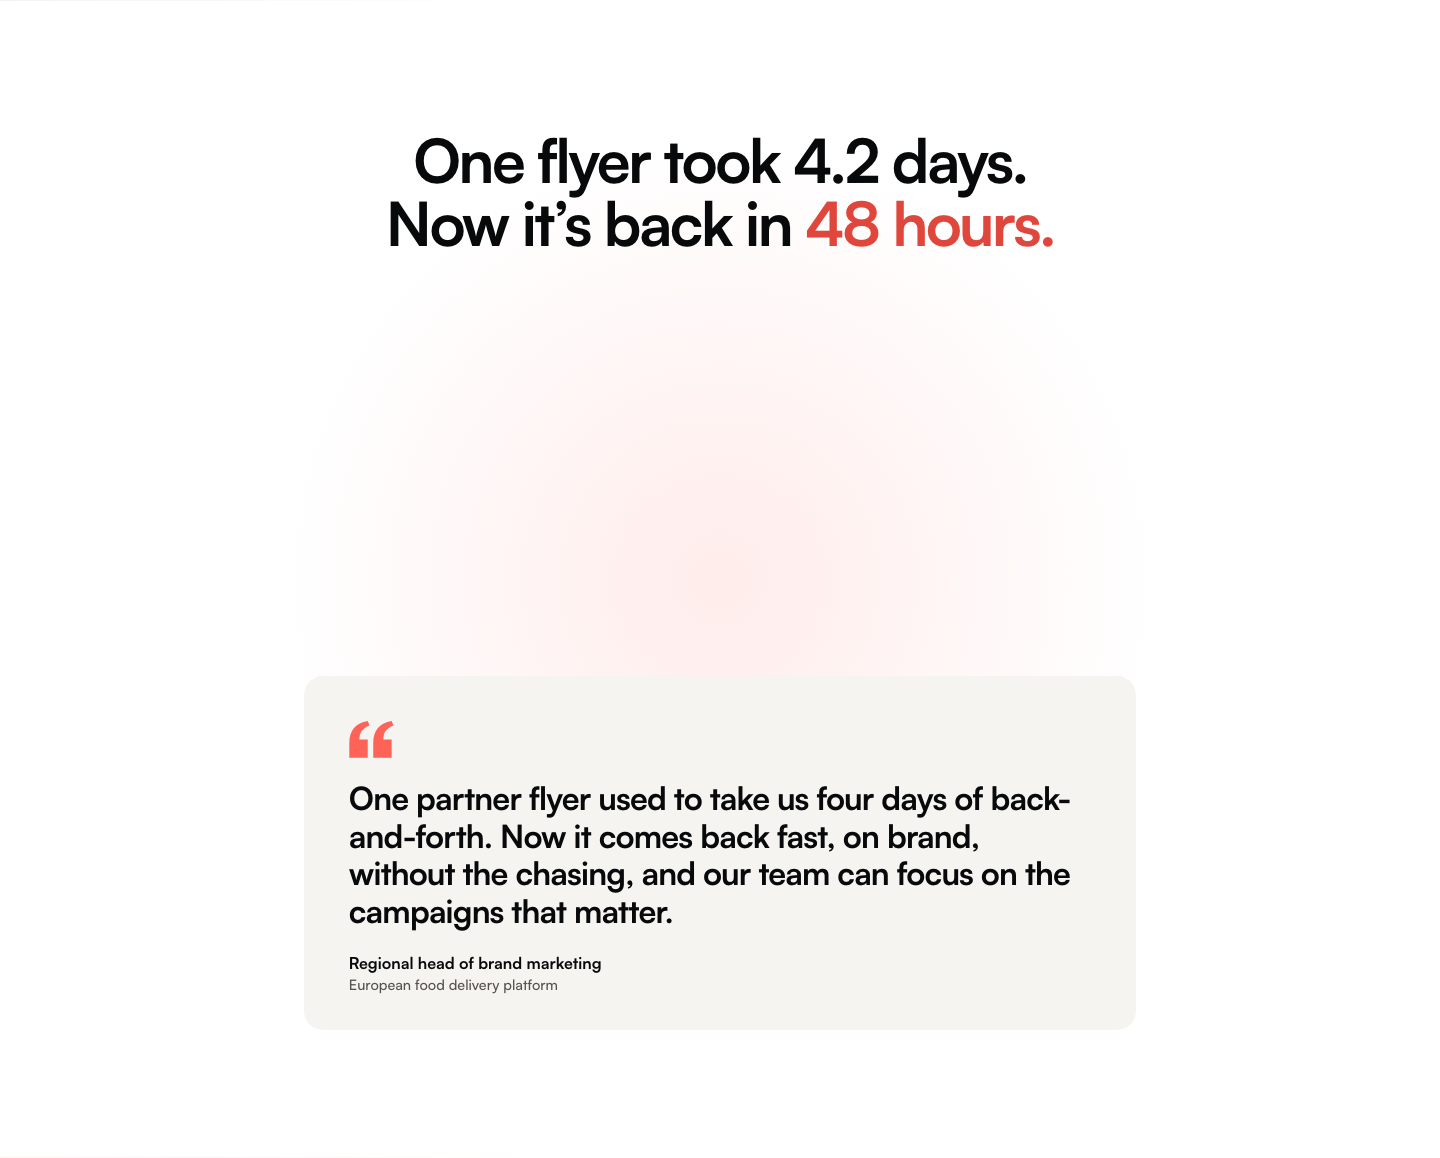 One flyer took 4.2 days.
Now it’s back in 48 hours.
“
One partner flyer used to take us four days of back-
and-forth. Now it comes back fast, on brand,
without the chasing, and our team can focus on the
campaigns that matter.
Regional head of brand marketing
European food delivery platform